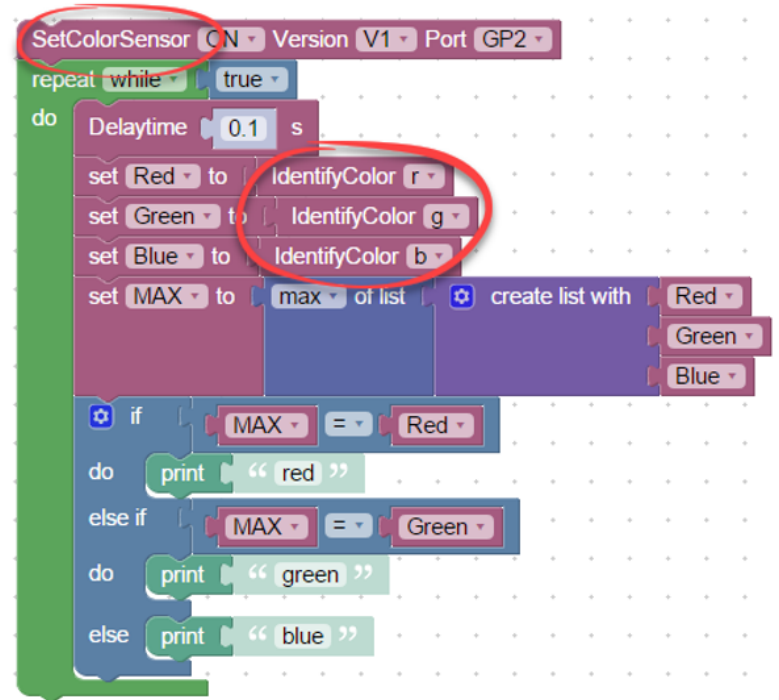 SetColorSensor ON Version V1 Port GP2
repeat while true
do
Delaytime 0.1 s
set Red to IdentifyColor r
set Green to IdentifyColor g
set Blue to IdentifyColor b
set MAX to max of list create list with Red
Green
Blue
if MAX = Red
do print “ red ”
else if MAX = Green
do print “ green ”
else print “ blue ”